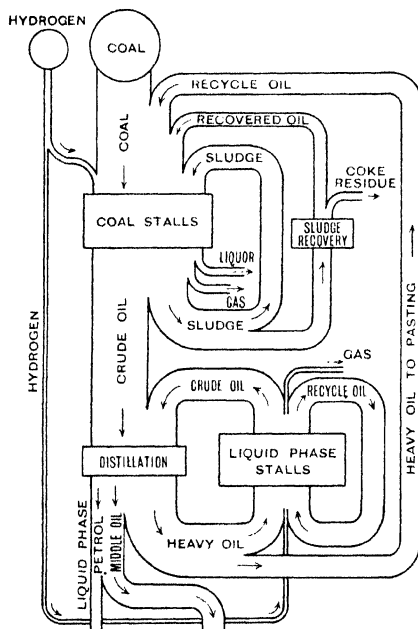 HYDROGEN
COAL
RECYCLE OIL
RECOVERED OIL
COAL
SLUDGE
COKE
RESIDUE
COAL STALLS
SLUDGE
RECOVERY
LIQUOR
GAS
SLUDGE
HYDROGEN
CRUDE OIL
HEAVY OIL TO PASTING
GAS
CRUDE OIL
RECYCLE OIL
DISTILLATION
LIQUID PHASE
STALLS
LIQUID PHASE
PETROL
MIDDLE OIL
HEAVY OIL